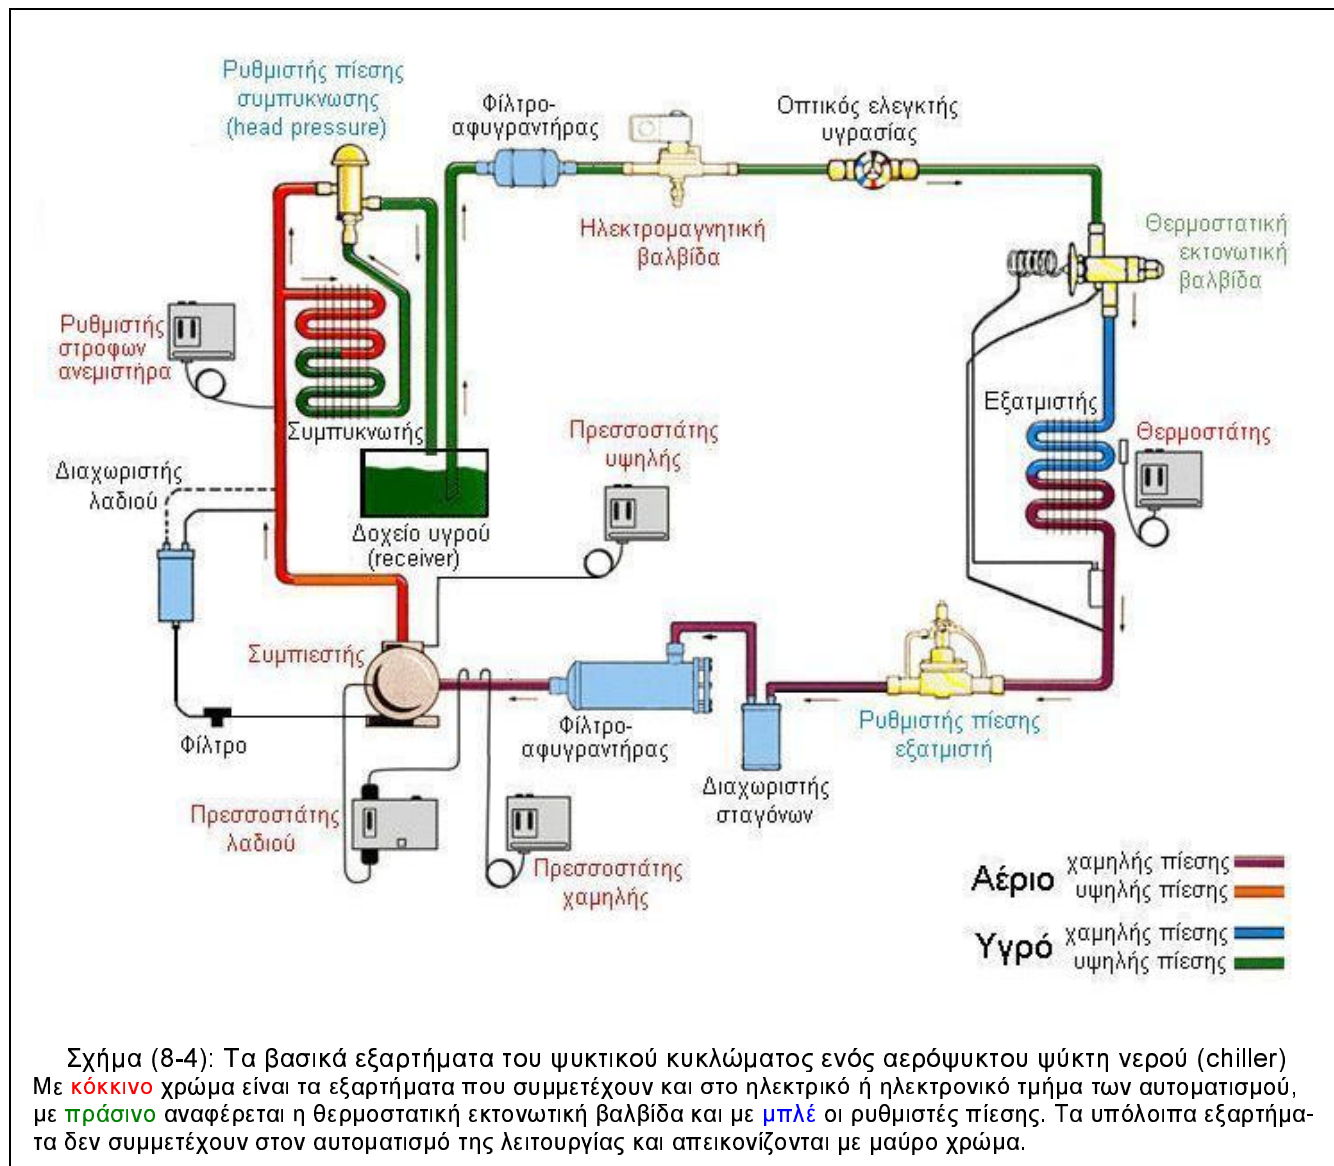 Ρυθμιστής πίεσης
συμπυκνωσης
(head pressure)
Φίλτρο-
αφυγραντήρας
Οπτικός ελεγκτής
υγρασίας
Ηλεκτρομαγνητική
βαλβίδα
Θερμοστατική
εκτονωτική
βαλβίδα
Ρυθμιστής
στροφων
ανεμιστήρα
Συμπυκνωτής
Εξατμιστής
Θερμοστάτης
Πρεσσοστάτης
υψηλής
Διαχωριστής
λαδιού
Δοχείο υγρού
(receiver)
Συμπιεστής
Φίλτρο
Φίλτρο-
αφυγραντήρας
Ρυθμιστής πίεσης
εξατμιστή
Διαχωριστής
σταγόνων
Πρεσσοστάτης
λαδιού
Πρεσσοστάτης
χαμηλής
Αέριο
χαμηλής πίεσης
υψηλής πίεσης
Υγρό
χαμηλής πίεσης
υψηλής πίεσης
Σχήμα (8-4): Τα βασικά εξαρτήματα του ψυκτικού κυκλώματος ενός αερόψυκτου ψύκτη νερού (chiller)
Με κόκκινο χρώμα είναι τα εξαρτήματα που συμμετέχουν και στο ηλεκτρικό ή ηλεκτρονικό τμήμα των αυτοματισμού,
με πράσινο αναφέρεται η θερμοστατική εκτονωτική βαλβίδα και με μπλέ οι ρυθμιστές πίεσης. Τα υπόλοιπα εξαρτήμα-
τα δεν συμμετέχουν στον αυτοματισμό της λειτουργίας και απεικονίζονται με μαύρο χρώμα.